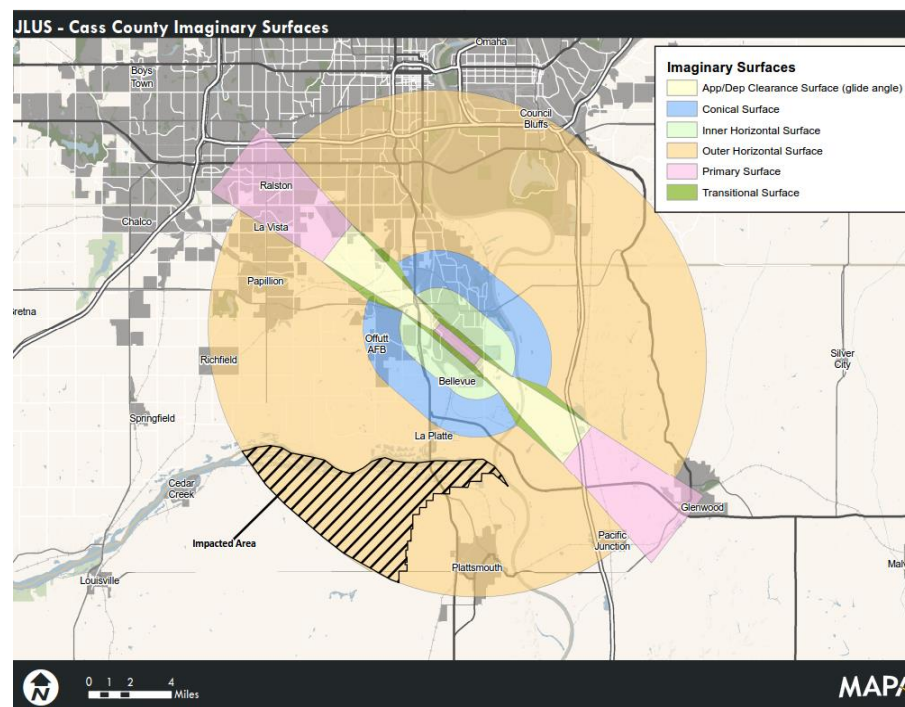 JLUS - Cass County Imaginary Surfaces
Omaha
Boys
Town
Imaginary Surfaces
App/Dep Clearance Surface (glide angle)
Conical Surface
Inner Horizontal Surface
Outer Horizontal Surface
Primary Surface
Transitional Surface
Council
Bluffs
Ralston
Chalco
La Vista
Papillion
retna
Offutt
AFB
Richfield
Silver
City
Bellevue
Springfield
La Platte
Cedar
Creek
Glenwood
Impacted Area
Pacific
Junction
Plattsmouth
Malv
Louisville
N
0 1 2 4
Miles
MAPA